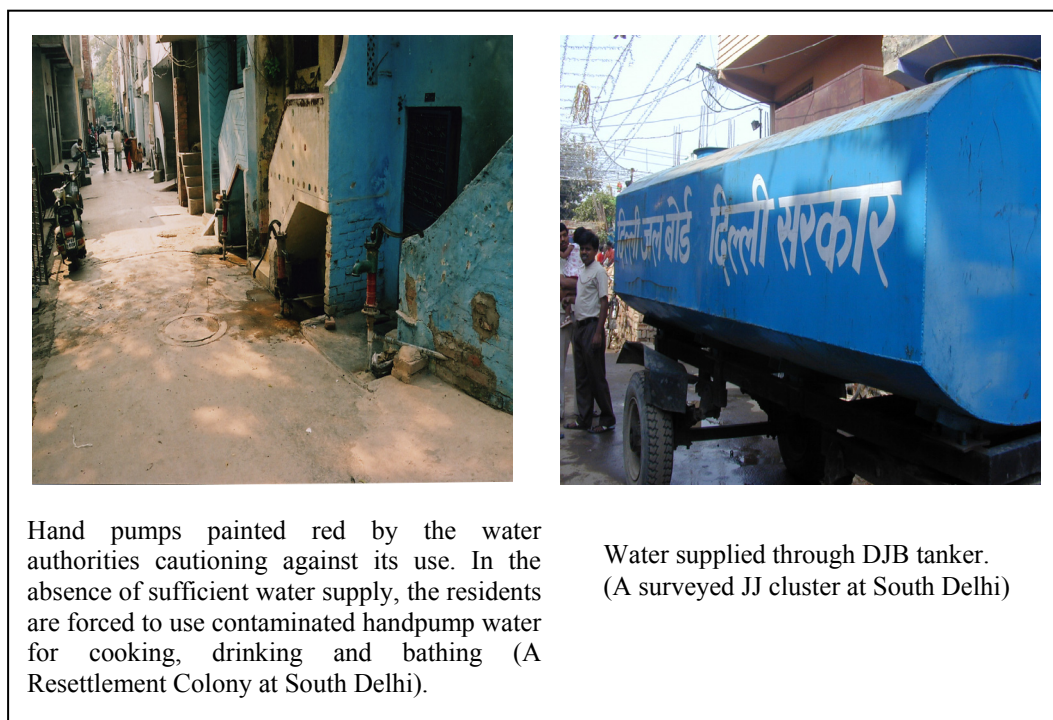 दिल्ली जल बोर्ड दिल्ली सरकार
Hand pumps painted red by the water
authorities cautioning against its use. In the
absence of sufficient water supply, the residents
are forced to use contaminated handpump water
for cooking, drinking and bathing (A
Resettlement Colony at South Delhi).
Water supplied through DJB tanker.
(A surveyed JJ cluster at South Delhi)